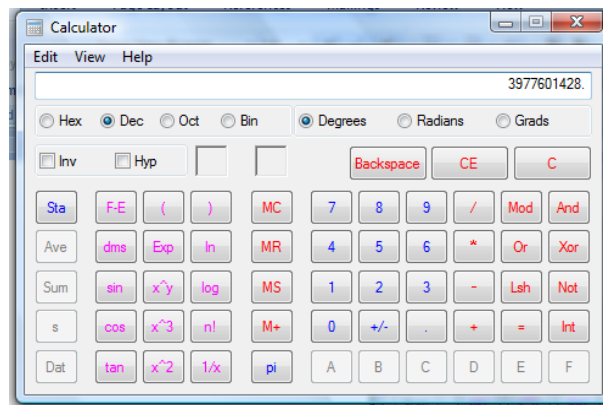 Calculator
Edit View Help
3977601428.
Hex Dec Oct Bin Degrees Radians Grads
Inv Hyp Backspace CE C
Sta F-E ( ) MC 7 8 9 / Mod And
Ave dms Exp ln MR 4 5 6 * Or Xor
Sum sin x^y log MS 1 2 3 - Lsh Not
s cos x^3 n! M+ 0 +/- . + = Int
Dat tan x^2 1/x pi A B C D E F